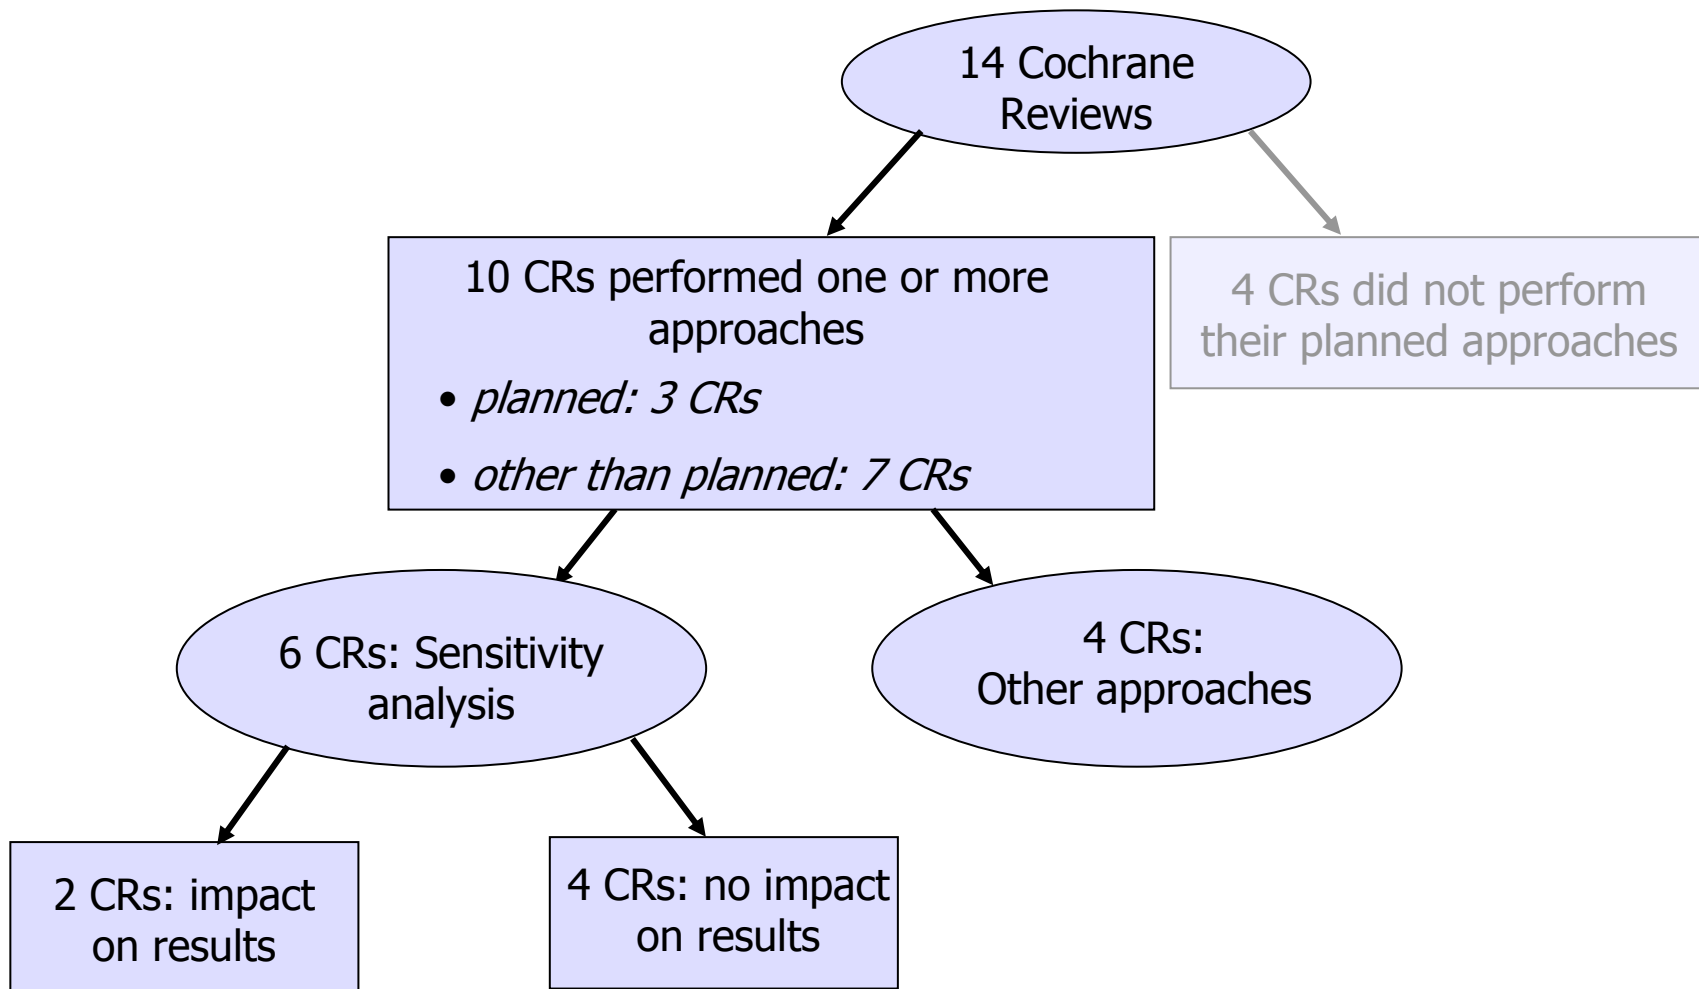 14 Cochrane
Reviews
10 CRs performed one or more
approaches
• planned: 3 CRs
• other than planned: 7 CRs
4 CRs did not perform
their planned approaches
6 CRs: Sensitivity
analysis
4 CRs:
Other approaches
2 CRs: impact
on results
4 CRs: no impact
on results